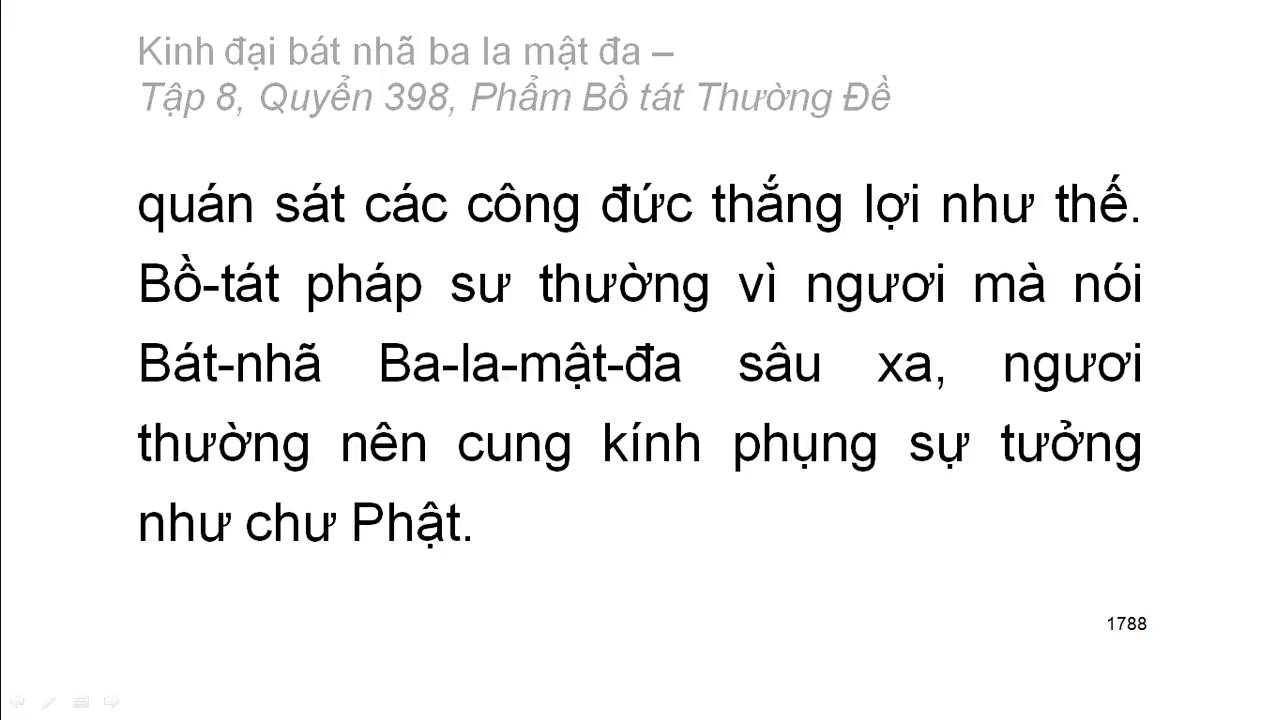 Kinh đại bát nhã ba la mật đa –
Tập 8, Quyển 398, Phẩm Bồ tát Thường Đề
quán sát các công đức thắng lợi như thế.
Bồ-tát pháp sư thường vì ngươi mà nói
Bát-nhã Ba-la-mật-đa sâu xa, ngươi
thường nên cung kính phụng sự tưởng
như chư Phật.
1788